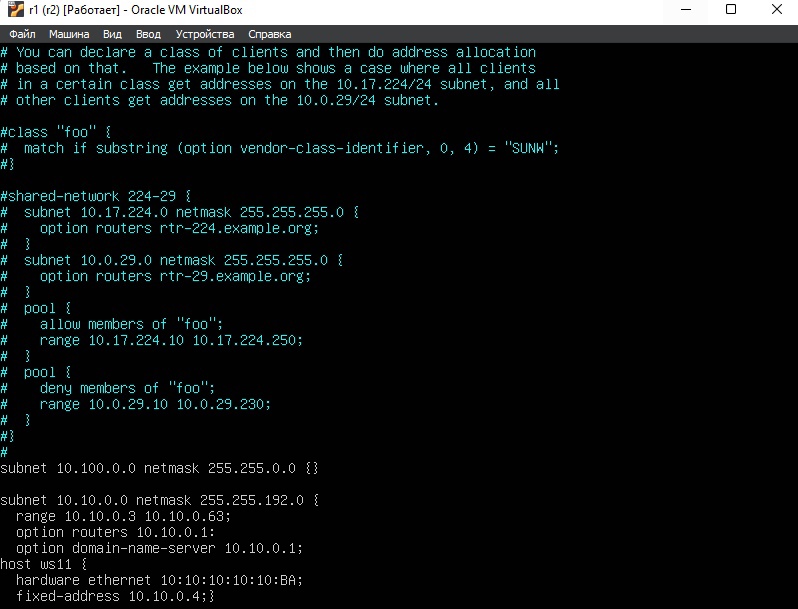 r1 (r2) [Работает] - Oracle VM VirtualBox
Файл Машина Вид Ввод Устройства Справка
# You can declare a class of clients and then do address allocation
# based on that.   The example below shows a case where all clients
# in a certain class get addresses on the 10.17.224/24 subnet, and all
# other clients get addresses on the 10.0.29/24 subnet.

#class "foo" {
#  match if substring (option vendor-class-identifier, 0, 4) = "SUNW";
#}

#shared-network 224-29 {
#  subnet 10.17.224.0 netmask 255.255.255.0 {
#    option routers rtr-224.example.org;
#  }
#  subnet 10.0.29.0 netmask 255.255.255.0 {
#    option routers rtr-29.example.org;
#  }
#  pool {
#    allow members of "foo";
#    range 10.17.224.10 10.17.224.250;
#  }
#  pool {
#    deny members of "foo";
#    range 10.0.29.10 10.0.29.230;
#  }
#}
#
subnet 10.100.0.0 netmask 255.255.0.0 {}

subnet 10.10.0.0 netmask 255.255.192.0 {
  range 10.10.0.3 10.10.0.63;
  option routers 10.10.0.1:
  option domain-name-server 10.10.0.1;
host ws11 {
  hardware ethernet 10:10:10:10:10:BA;
  fixed-address 10.10.0.4;}